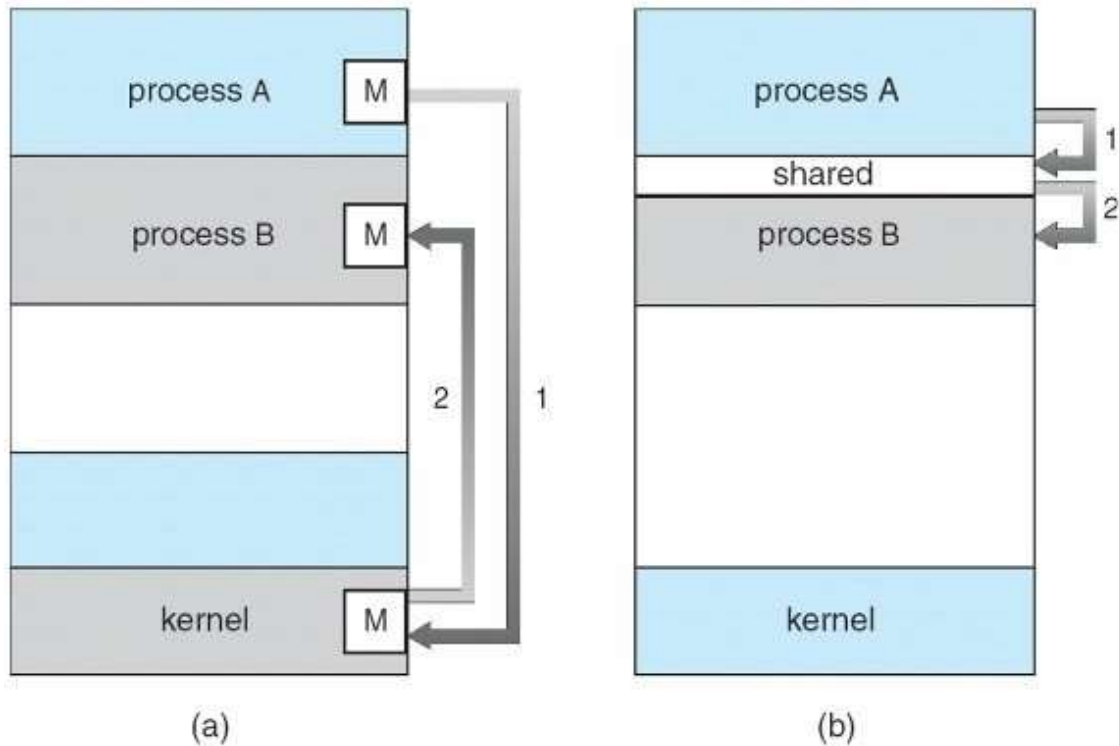 process A
M
process B
M
2
1
kernel
M
(a)
process A
1
shared
2
process B
kernel
(b)